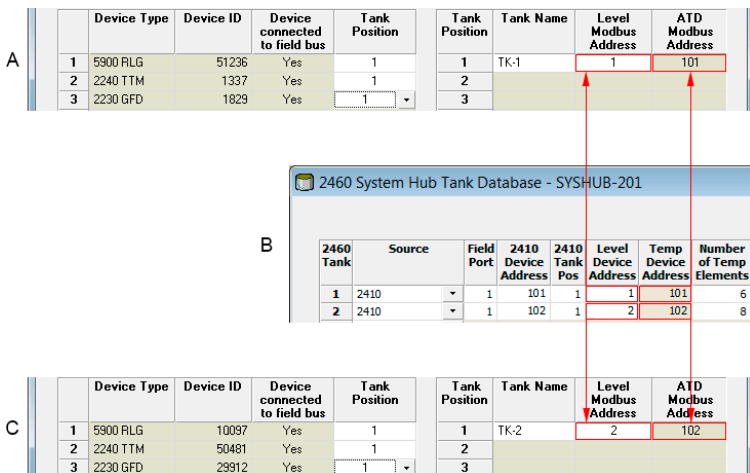 Device Type Device ID Device connected to field bus Tank Position Tank Position Tank Name Level Modbus Address ATD Modbus Address
A
1 5900 RLG 51236 Yes 1 1 TK-1 1 101
2 2240 TTM 1337 Yes 1 2
3 2230 GFD 1829 Yes 1 3
2460 System Hub Tank Database - SYSHUB-201
B
2460 Tank Source Field Port 2410 Device Address 2410 Tank Pos Level Device Address Temp Device Address Number of Temp Elements
1 2410 1 101 1 1 101 6
2 2410 1 102 1 2 102 8
Device Type Device ID Device connected to field bus Tank Position Tank Position Tank Name Level Modbus Address ATD Modbus Address
C
1 5900 RLG 10097 Yes 1 1 TK-2 2 102
2 2240 TTM 50481 Yes 1 2
3 2230 GFD 29912 Yes 1 3